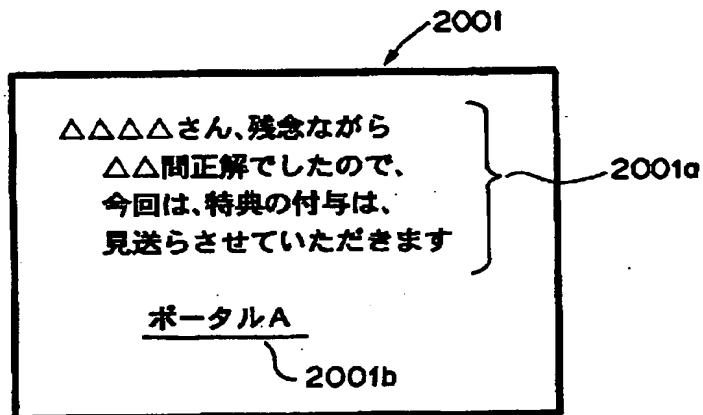 2001
△△△△さん、残念ながら
△△問正解でしたので、
今回は、特典の付与は、
見送らさせていただきます
2001a
ポータルA
2001b